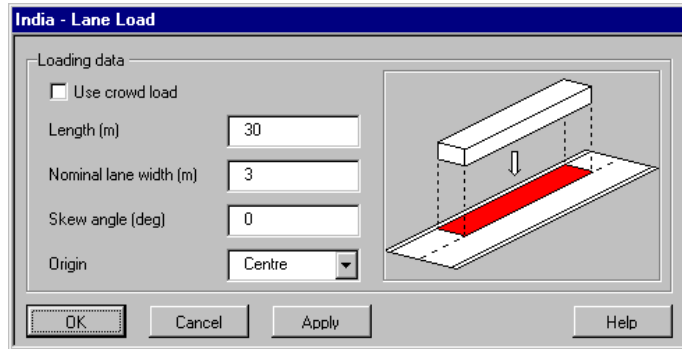 India - Lane Load
Loading data
Use crowd load
Length (m) 30
Nominal lane width (m) 3
Skew angle (deg) 0
Origin Centre
OK Cancel Apply Help